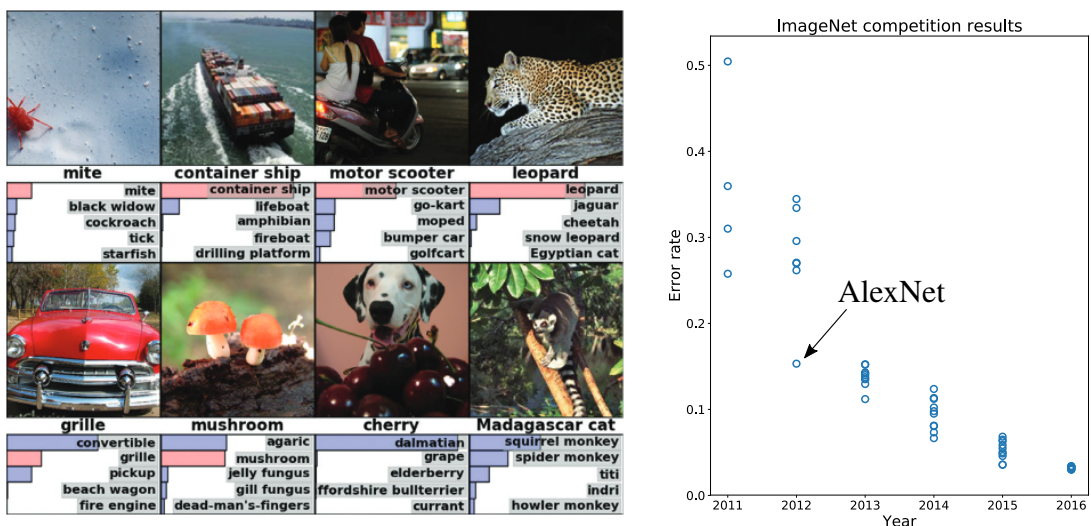 mite
container ship
motor scooter
leopard
mite
black widow
cockroach
tick
starfish
container ship
lifeboat
amphibian
fireboat
drilling platform
motor scooter
go-kart
moped
bumper car
golfcart
leopard
jaguar
cheetah
snow leopard
Egyptian cat
grille
mushroom
cherry
Madagascar cat
convertible
grille
pickup
beach wagon
fire engine
agaric
mushroom
jelly fungus
gill fungus
dead-man's-fingers
dalmatian
grape
elderberry
ffordshire bullterrier
currant
squirrel monkey
spider monkey
titi
indri
howler monkey
ImageNet competition results
Error rate
0.5
0.4
0.3
0.2
0.1
0.0
AlexNet
2011 2012 2013 2014 2015 2016
Year